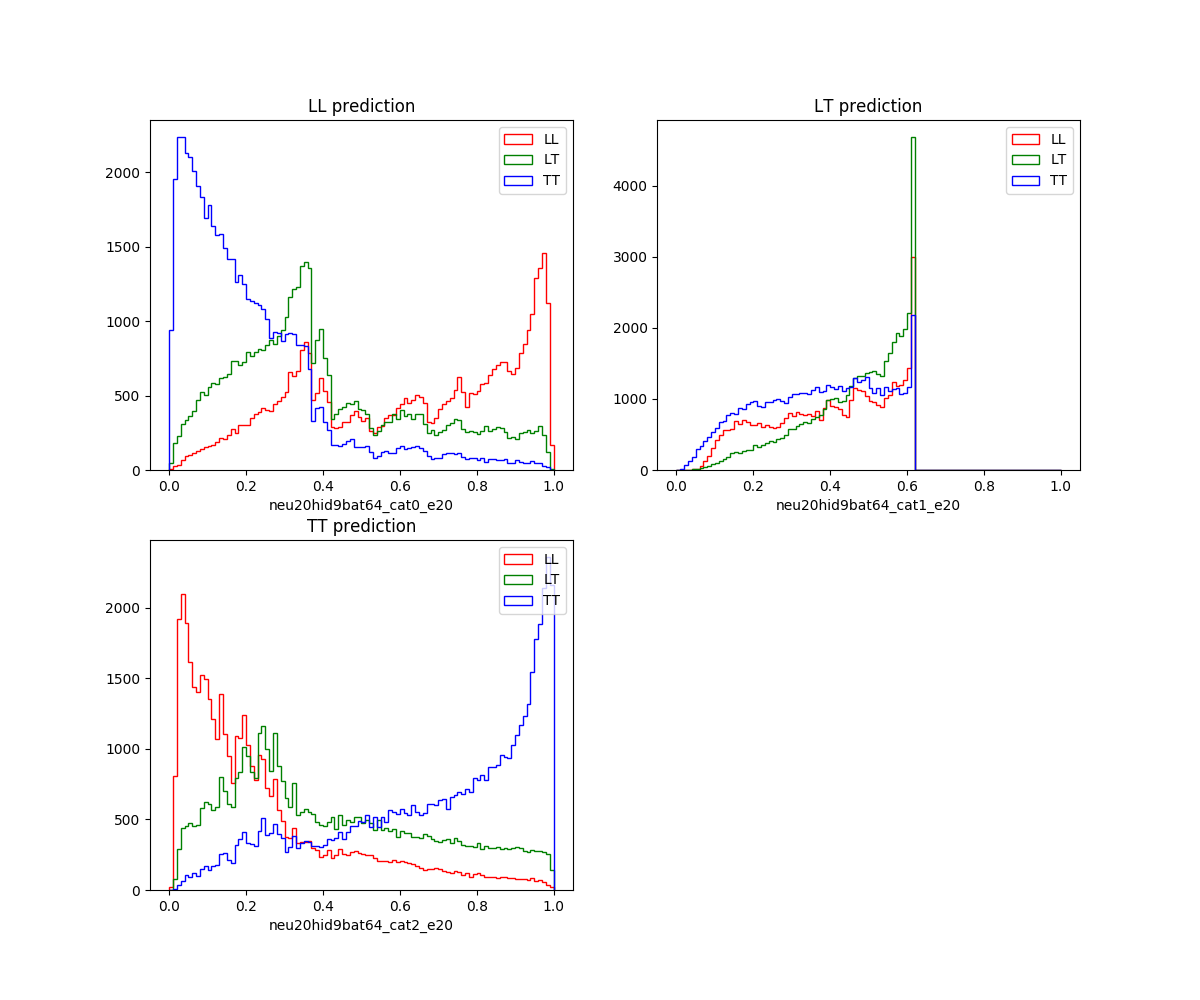 LL prediction
LL
LT
TT
2000
1500
1000
500
0
0.0 0.2 0.4 0.6 0.8 1.0
neu20hid9bat64_cat0_e20
LT prediction
LL
LT
TT
4000
3000
2000
1000
0
0.0 0.2 0.4 0.6 0.8 1.0
neu20hid9bat64_cat1_e20
TT prediction
LL
LT
TT
2000
1500
1000
500
0
0.0 0.2 0.4 0.6 0.8 1.0
neu20hid9bat64_cat2_e20